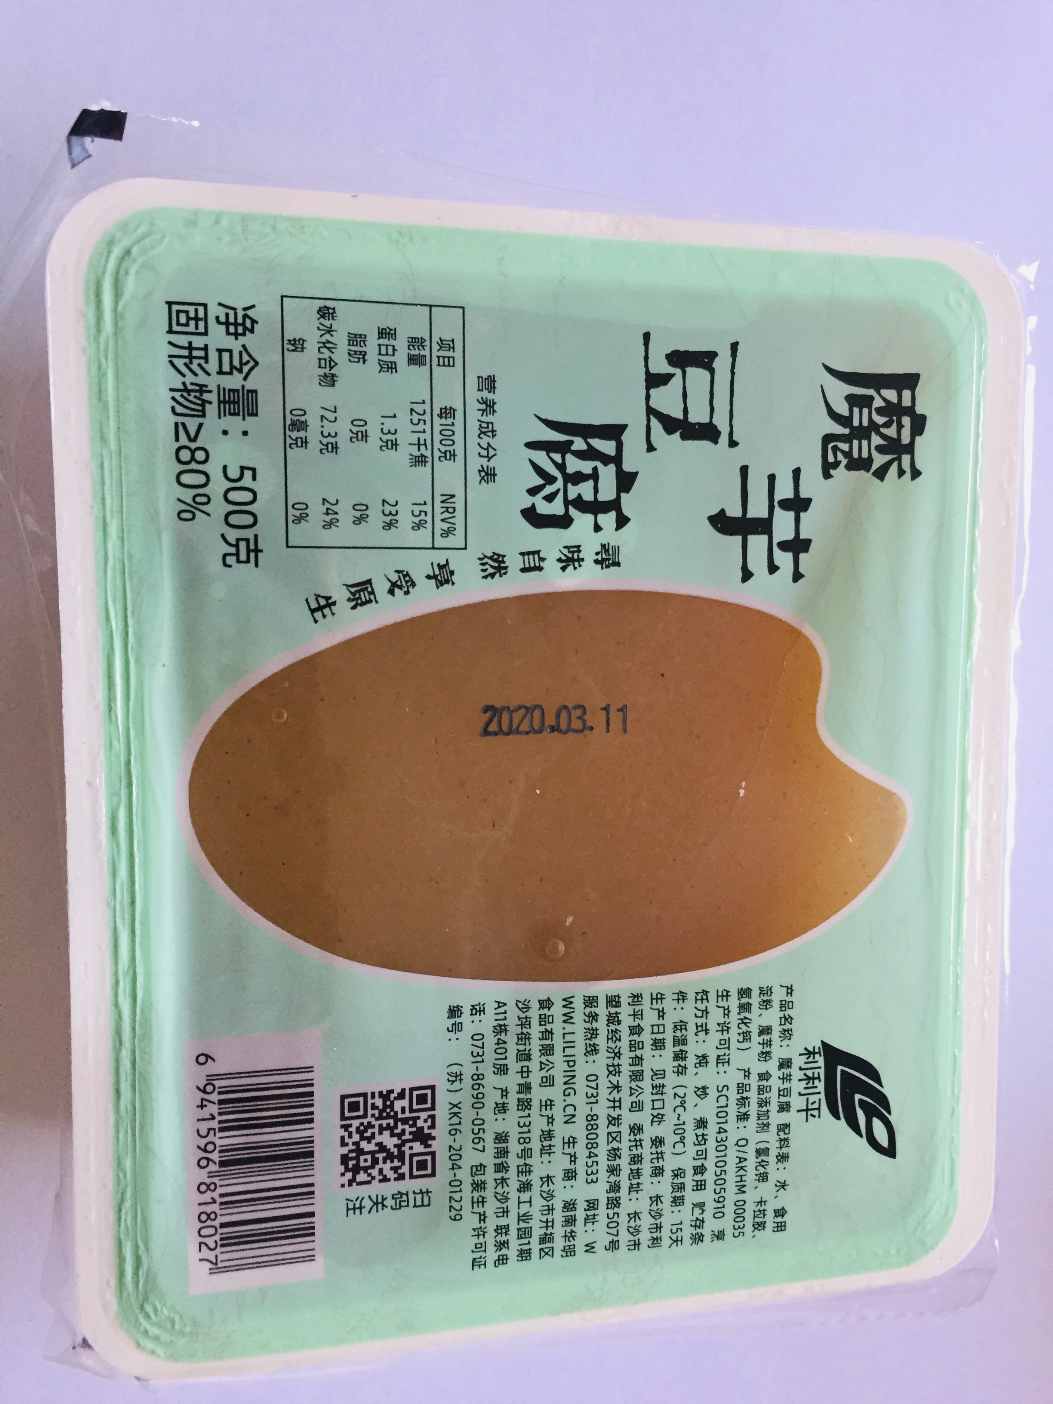 魔芋
豆腐
尋味自然
享受原生
营养成分表
项目 每100克 NRV%
能量 1251千焦 15%
蛋白质 1.3克 23%
脂肪 0克 0%
碳水化合物 72.3克 24%
钠 0毫克 0%
净含量：500克
固形物≥80%
2020.03.11
利利平
产品名称：魔芋豆腐 配料表：水、食用
淀粉、魔芋粉 食品添加剂（氯化钾、卡拉胶、
氢氧化钙） 产品标准：Q/AKHM 0003S
生产许可证：SC10143010505910 烹
饪方式：炖、炒、煮均可食用 贮存条
件：低温储存（2℃~10℃）保质期：15天
生产日期：见封口处 委托商：长沙市利
利平食品有限公司 委托商地址：长沙市
望城经济技术开发区杨家湾路507号
服务热线：0731-88084533 网址：W
WW.LILIPING.CN 生产商：湖南华明
食品有限公司 生产地址：长沙市开福区
沙坪街道中青路1318号佳海工业园1期
A11栋401房 产地：湖南省长沙市 联系电
话：0731-8690-0567 包装生产许可证
编号：（苏）XK16-204-01229
扫码关注
6 941596 818027